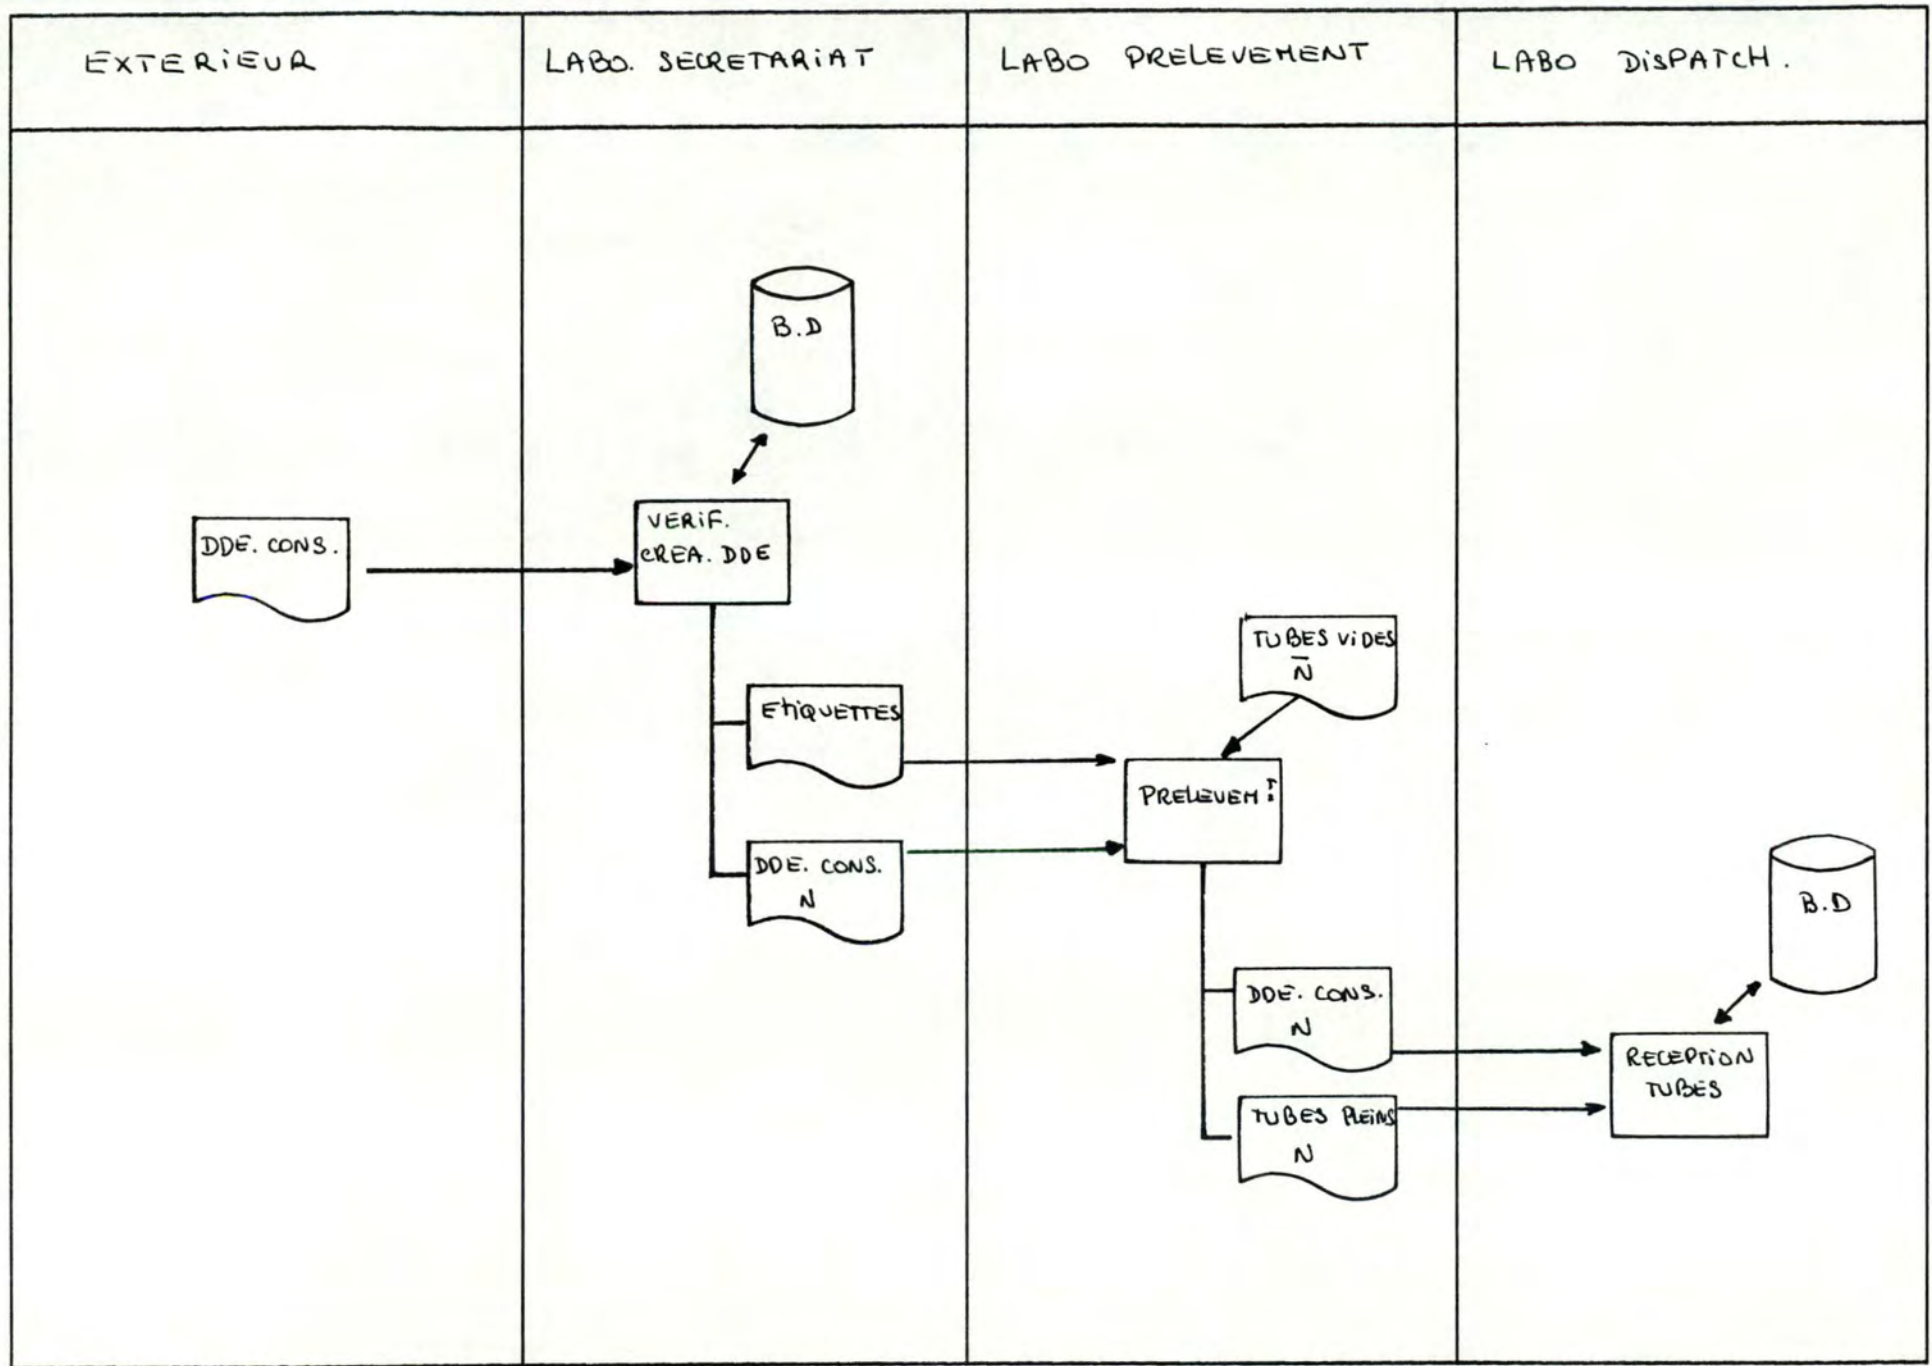 EXTERiEUR
LABO. SECRETARiAT
LABO PRELEVEMENT
LABO DiSPATCH.
B.D
DDE. CONS.
VERiF.
CREA. DDE
TUBES ViDES
N̄
ETiQUETTES
PRELEVEMT
DDE. CONS.
N
B.D
DDE. CONS.
N
RECEPTiON
TUBES
TUBES PLEiNS
N